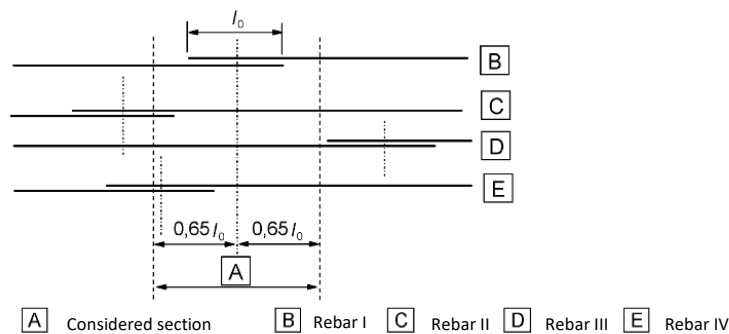 l₀
B
C
D
E
0,65 l₀ 0,65 l₀
A
A Considered section B Rebar I C Rebar II D Rebar III E Rebar IV